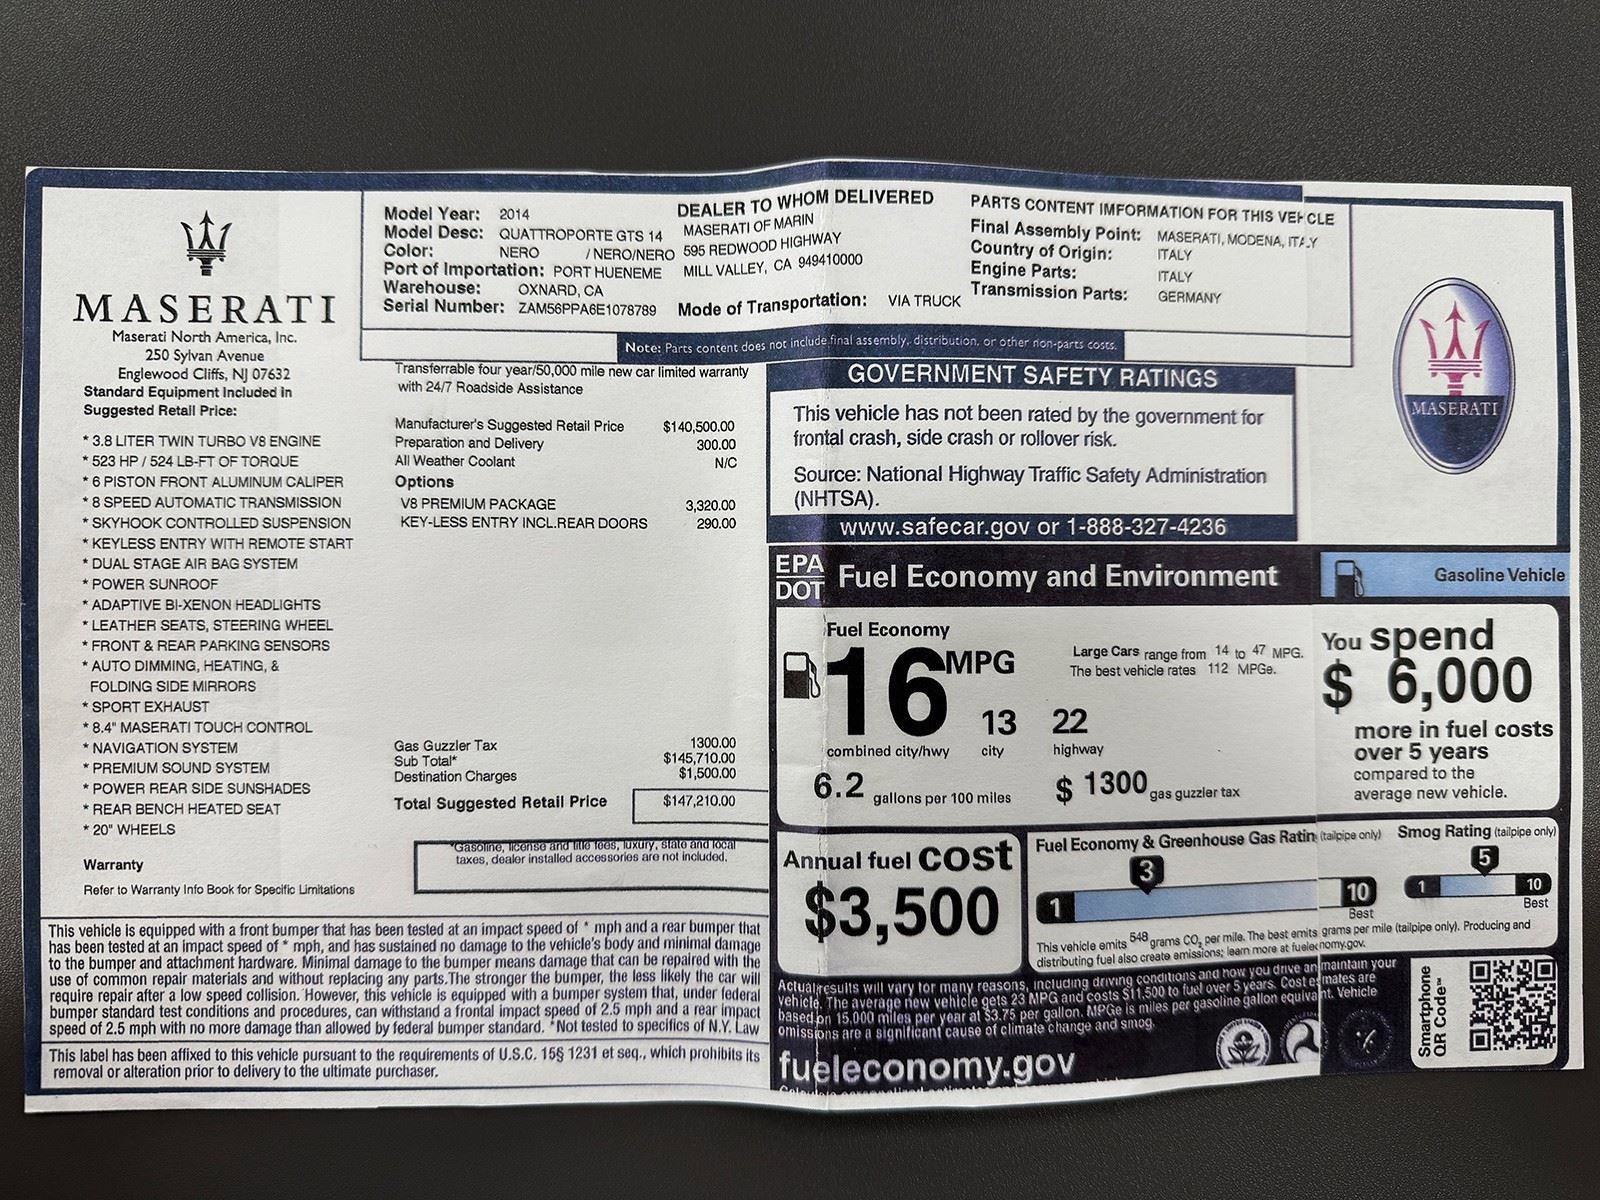 MASERATI
Maserati North America, Inc.
250 Sylvan Avenue
Englewood Cliffs, NJ 07632
Standard Equipment Included in
Suggested Retail Price:
* 3.8 LITER TWIN TURBO V8 ENGINE
* 523 HP / 524 LB-FT OF TORQUE
* 6 PISTON FRONT ALUMINUM CALIPER
* 8 SPEED AUTOMATIC TRANSMISSION
* SKYHOOK CONTROLLED SUSPENSION
* KEYLESS ENTRY WITH REMOTE START
* DUAL STAGE AIR BAG SYSTEM
* POWER SUNROOF
* ADAPTIVE BI-XENON HEADLIGHTS
* LEATHER SEATS, STEERING WHEEL
* FRONT & REAR PARKING SENSORS
* AUTO DIMMING, HEATING, &
FOLDING SIDE MIRRORS
* SPORT EXHAUST
* 8.4" MASERATI TOUCH CONTROL
* NAVIGATION SYSTEM
* PREMIUM SOUND SYSTEM
* POWER REAR SIDE SUNSHADES
* REAR BENCH HEATED SEAT
* 20" WHEELS
Warranty
Refer to Warranty Info Book for Specific Limitations
Model Year: 2014
Model Desc: QUATTROPORTE GTS 14
Color: NERO / NERO/NERO
Port of Importation: PORT HUENEME
Warehouse: OXNARD, CA
Serial Number: ZAM56PPA6E1078789
DEALER TO WHOM DELIVERED
MASERATI OF MARIN
595 REDWOOD HIGHWAY
MILL VALLEY, CA 949410000
Mode of Transportation: VIA TRUCK
PARTS CONTENT IMFORMATION FOR THIS VEHCLE
Final Assembly Point: MASERATI, MODENA, ITALY
Country of Origin: ITALY
Engine Parts: ITALY
Transmission Parts: GERMANY
Note: Parts content does not include final assembly, distribution, or other non-parts costs.
Transferrable four year/50,000 mile new car limited warranty
with 24/7 Roadside Assistance
Manufacturer's Suggested Retail Price $140,500.00
Preparation and Delivery 300.00
All Weather Coolant N/C
Options
V8 PREMIUM PACKAGE 3,320.00
KEY-LESS ENTRY INCL.REAR DOORS 290.00
Gas Guzzler Tax 1300.00
Sub Total* $145,710.00
Destination Charges $1,500.00
Total Suggested Retail Price $147,210.00
*Gasoline, license and title fees, luxury, state and local
taxes, dealer installed accessories are not included.
GOVERNMENT SAFETY RATINGS
This vehicle has not been rated by the government for
frontal crash, side crash or rollover risk.
Source: National Highway Traffic Safety Administration
(NHTSA).
www.safecar.gov or 1-888-327-4236
MASERATI
EPA
DOT
Fuel Economy and Environment
Gasoline Vehicle
Fuel Economy
16 MPG
combined city/hwy
13
city
22
highway
Large Cars range from 14 to 47 MPG.
The best vehicle rates 112 MPGe.
6.2 gallons per 100 miles
$ 1300 gas guzzler tax
You spend
$ 6,000
more in fuel costs
over 5 years
compared to the
average new vehicle.
Annual fuel cost
$3,500
Fuel Economy & Greenhouse Gas Ratin (tailpipe only)
3
1
10
Best
Smog Rating (tailpipe only)
5
1
10
Best
This vehicle emits 548 grams CO2 per mile. The best emits grams per mile (tailpipe only). Producing and
distributing fuel also create emissions; learn more at fuelecnomy.gov.
Actual results will vary for many reasons, including driving conditions and how you drive an maintain your
vehicle. The average new vehicle gets 23 MPG and costs $11,500 to fuel over 5 years. Cost esmates are
based on 15,000 miles per year at $3.75 per gallon. MPGe is miles per gasoline gallon equivant. Vehicle
emissions are a significant cause of climate change and smog.
fueleconomy.gov
Smartphone
QR Code™
This vehicle is equipped with a front bumper that has been tested at an impact speed of * mph and a rear bumper that
has been tested at an impact speed of * mph, and has sustained no damage to the vehicle's body and minimal damage
to the bumper and attachment hardware. Minimal damage to the bumper means damage that can be repaired with the
use of common repair materials and without replacing any parts.The stronger the bumper, the less likely the car will
require repair after a low speed collision. However, this vehicle is equipped with a bumper system that, under federal
bumper standard test conditions and procedures, can withstand a frontal impact of 2.5 mph and a rear impact
speed of 2.5 mph with no more damage than allowed by federal bumper standard. *Not tested to specifics of N.Y. Law
This label has been affixed to this vehicle pursuant to the requirements of U.S.C. 15§ 1231 et seq., which prohibits its
removal or alteration prior to delivery to the ultimate purchaser.